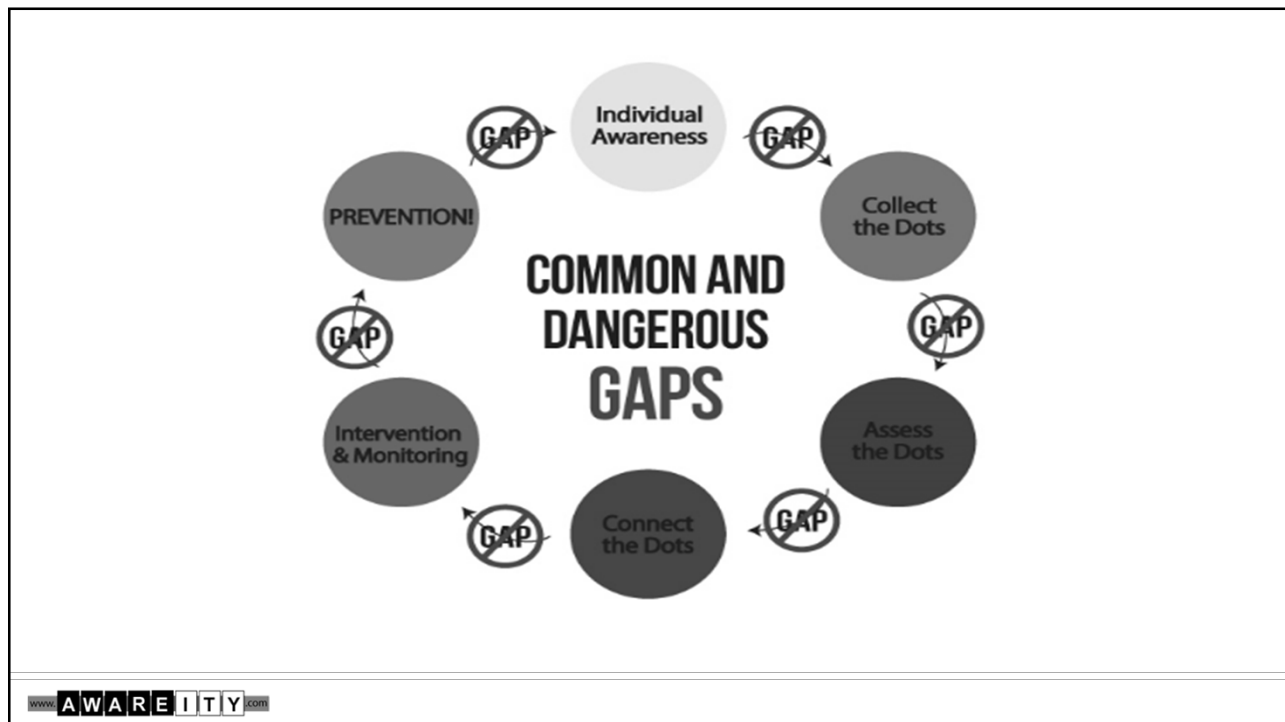 Individual
Awareness
GAP
Collect
the Dots
GAP
Assess
the Dots
GAP
Connect
the Dots
GAP
Intervention
& Monitoring
GAP
PREVENTION!
GAP
COMMON AND
DANGEROUS
GAPS
www.AWAREITY.com